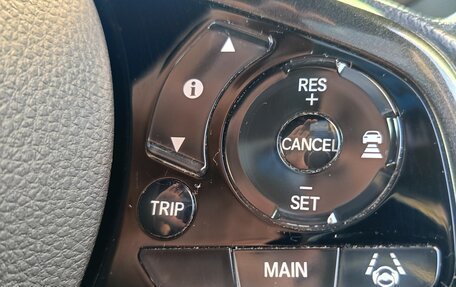 RES
+
CANCEL
−
SET
TRIP
MAIN